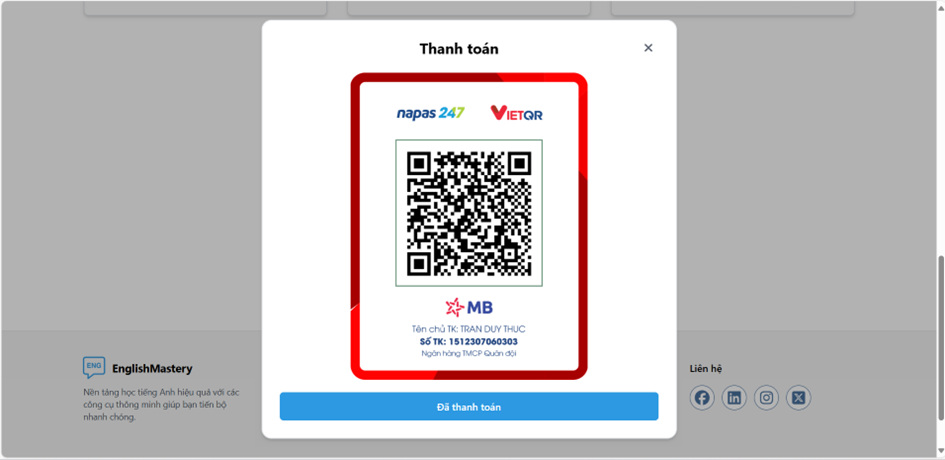 Thanh toán
napas 247
VIETQR
MB
Tên chủ TK: TRAN DUY THUC
Số TK: 1512307060303
Ngân hàng TMCP Quân đội
Đã thanh toán
ENG
EnglishMastery
Nền tảng học tiếng Anh hiệu quả với các
công cụ thông minh giúp bạn tiến bộ
nhanh chóng.
Liên hệ